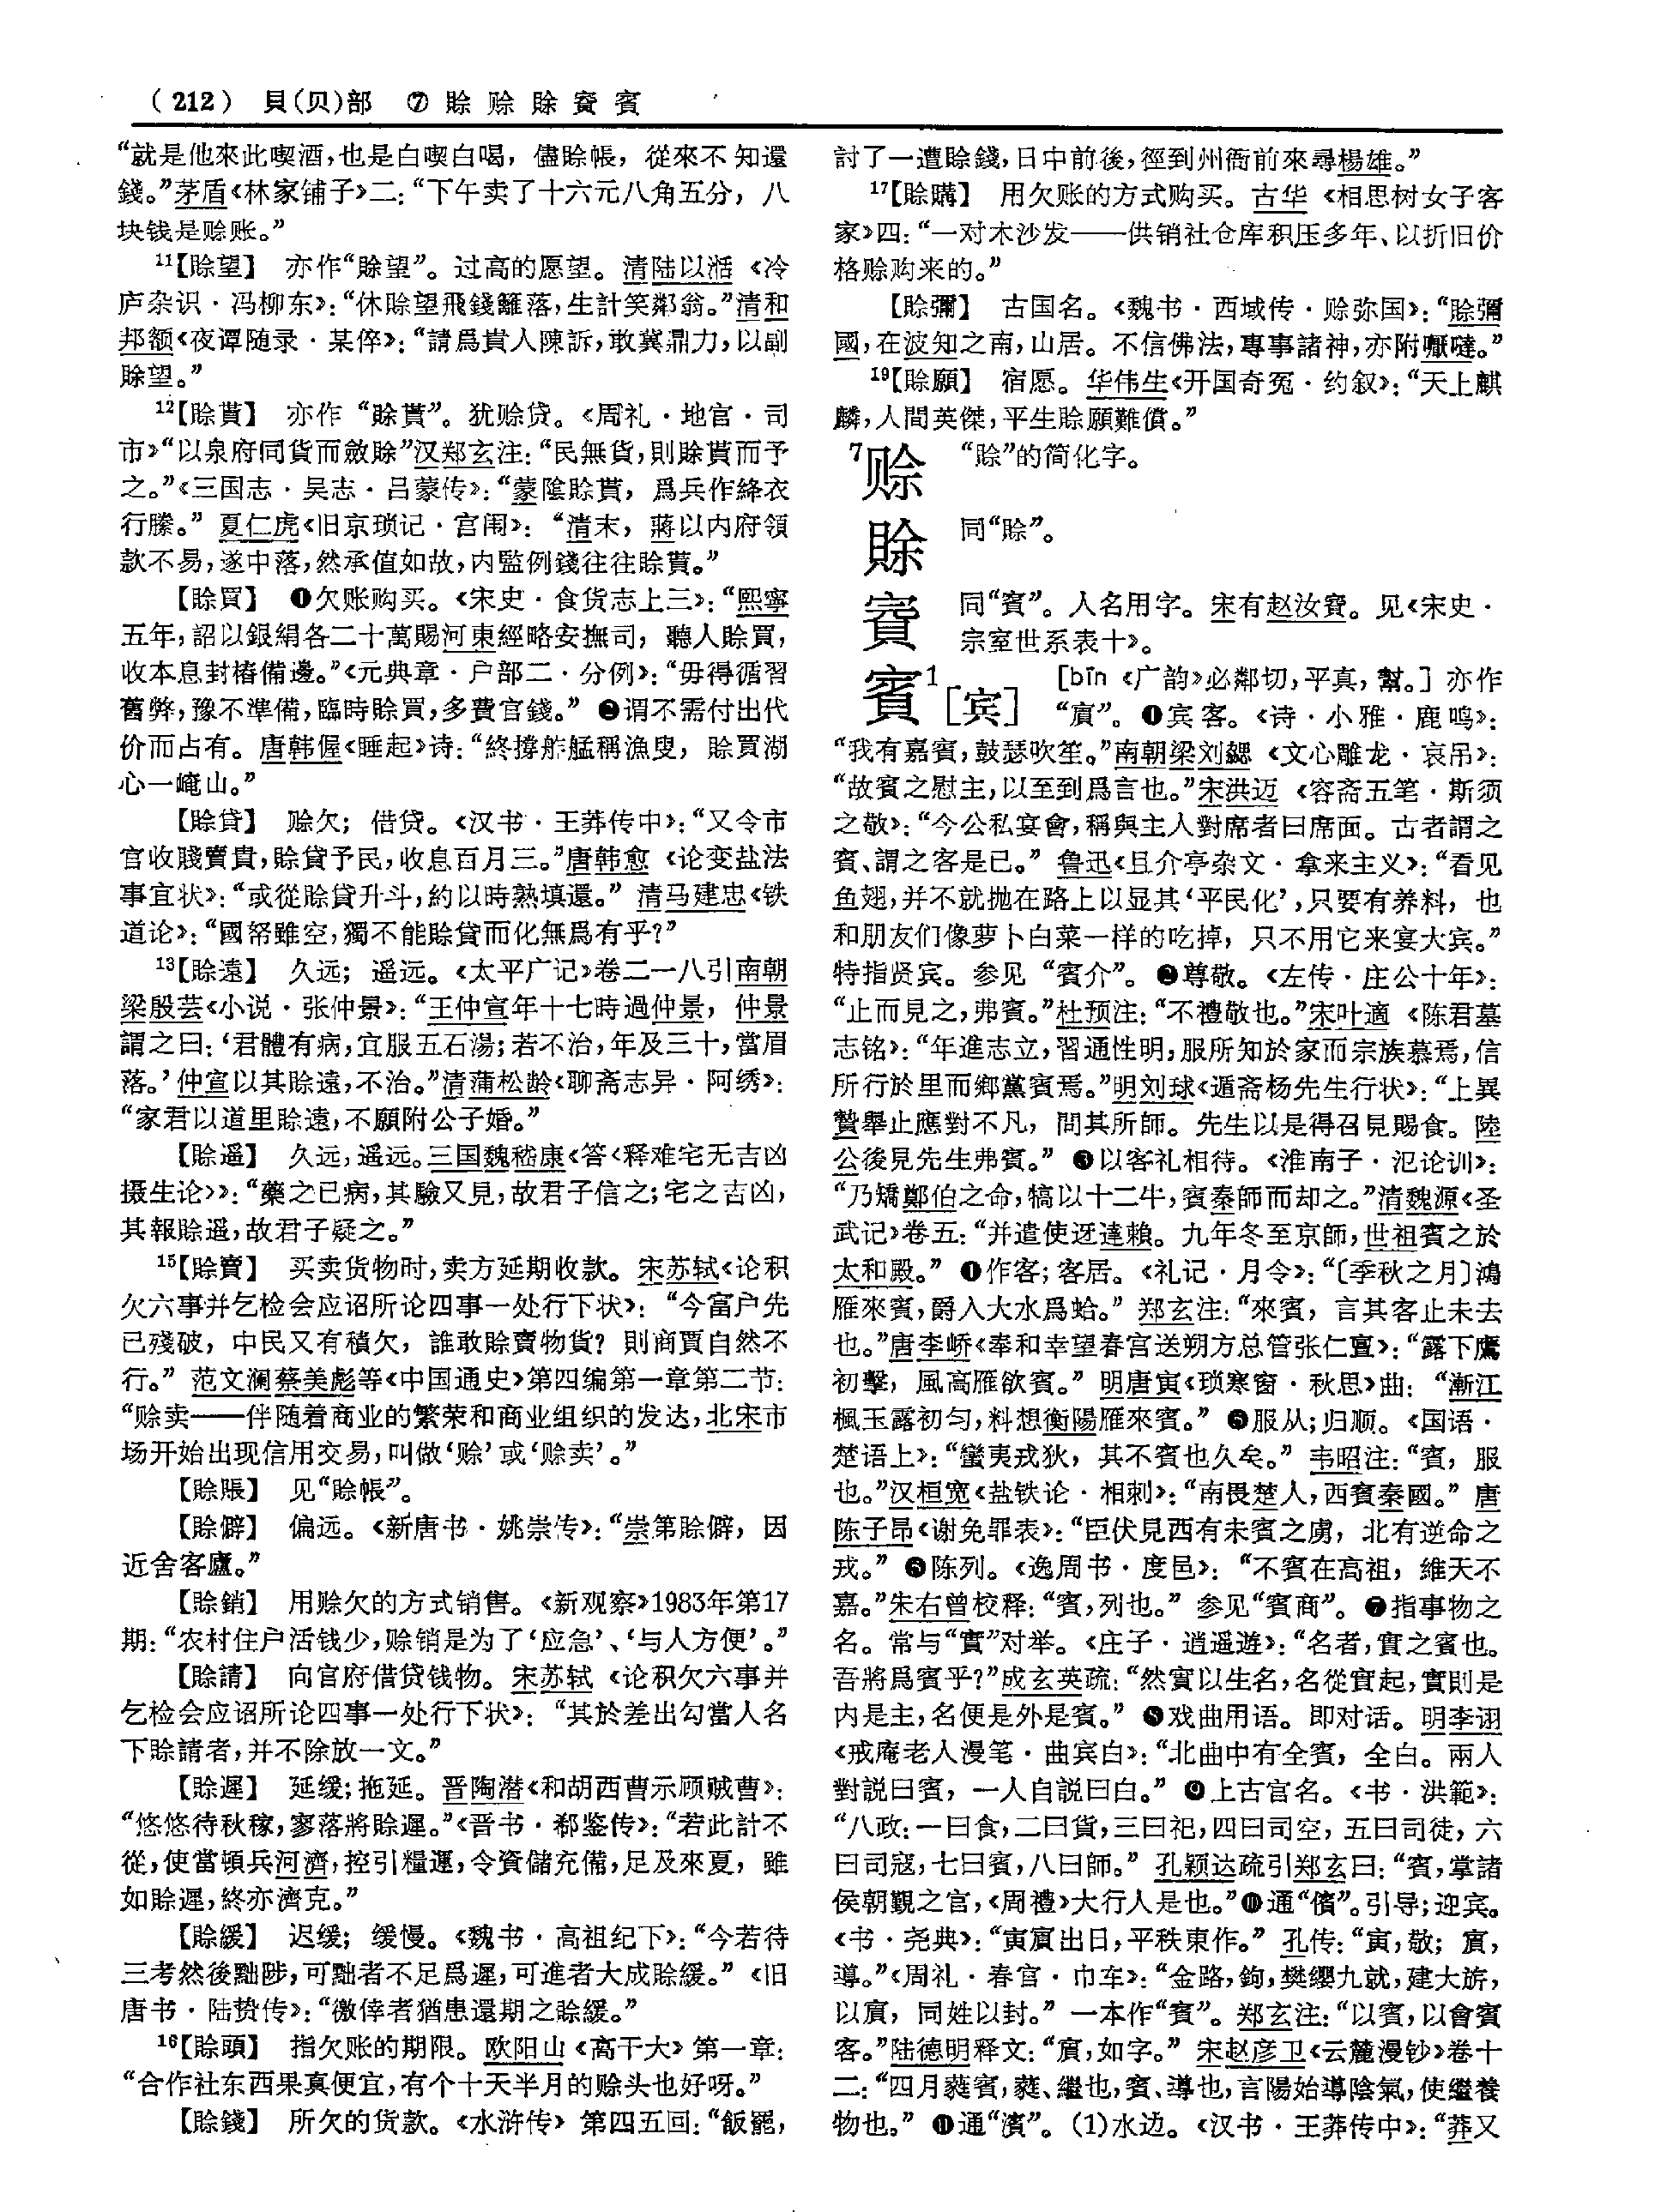 （212） 貝(贝)部 ⑦ 賒 赊 賖 賓 賓
“就是他來此喫酒，也是白喫白喝，儘賒帳，從來不知還
錢。”茅盾《林家铺子》二：“下午卖了十六元八角五分，八
块钱是赊账。”
11【賒望】 亦作“賖望”。过高的愿望。清陆以湉《冷
庐杂识·冯柳东》：“休賒望飛錢籬落，生計笑鄰翁。”清和
邦额《夜谭随录·某倅》：“請爲貴人陳訴，敢冀鼎力，以副
賖望。”
12【賒貰】 亦作“賖貰”。犹赊贷。《周礼·地官·司
市》“以泉府同貨而斂賖”汉郑玄注：“民無貨，則賖貰而予
之。”《三国志·吴志·吕蒙传》：“蒙陰賒貰，爲兵作絳衣
行縢。”夏仁虎《旧京琐记·宫闱》：“清末，蔣以内府領
款不易，遂中落，然承值如故，内監例錢往往賒貰。”
【賒買】 ❶欠账购买。《宋史·食货志上三》：“熙寧
五年，詔以銀絹各二十萬賜河東經略安撫司，聽人賒買，
收本息封樁備邊。”《元典章·户部二·分例》：“毋得循習
舊弊，豫不準備，臨時賒買，多費官錢。” ❷谓不需付出代
价而占有。唐韩偓《睡起》诗：“終撐舴艋稱漁叟，賒買湖
心一崦山。”
【賒貸】 赊欠；借贷。《汉书·王莽传中》：“又令市
官收賤賣貴，賒貸予民，收息百月三。”唐韩愈《论变盐法
事宜状》：“或從賒貸升斗，約以時熟填還。”清马建忠《铁
道论》：“國帑雖空，獨不能賒貸而化無爲有乎？”
13【賒遠】 久远；遥远。《太平广记》卷二一八引南朝
梁殷芸《小说·张仲景》：“王仲宣年十七時過仲景，仲景
謂之曰：‘君體有病，宜服五石湯；若不治，年及三十，當眉
落。’仲宣以其賒遠，不治。”清蒲松龄《聊斋志异·阿绣》：
“家君以道里賒遠，不願附公子婚。”
【賒遥】 久远，遥远。三国魏嵇康《答〈释难宅无吉凶
摄生论〉》：“藥之已病，其驗又見，故君子信之；宅之吉凶，
其報賒遥，故君子疑之。”
15【賒賣】 买卖货物时，卖方延期收款。宋苏轼《论积
欠六事并乞检会应诏所论四事一处行下状》：“今富户先
已殘破，中民又有積欠，誰敢賒賣物貨？則商賈自然不
行。”范文澜蔡美彪等《中国通史》第四编第一章第二节：
“赊卖——伴随着商业的繁荣和商业组织的发达，北宋市
场开始出现信用交易，叫做‘赊’或‘赊卖’。”
【賒賬】 见“賒帳”。
【賒僻】 偏远。《新唐书·姚崇传》：“崇第賒僻，因
近舍客廬。”
【賒銷】 用赊欠的方式销售。《新观察》1983年第17
期：“农村住户活钱少，赊销是为了‘应急’、‘与人方便’。”
【賒請】 向官府借贷钱物。宋苏轼《论积欠六事并
乞检会应诏所论四事一处行下状》：“其於差出勾當人名
下賒請者，并不除放一文。”
【賒遲】 延缓；拖延。晋陶潜《和胡西曹示顾贼曹》：
“悠悠待秋稼，寥落將賒遲。”《晋书·郗鉴传》：“若此計不
從，使當頓兵河濟，控引糧運，令資儲充備，足及來夏，雖
如賒遲，終亦濟克。”
【賒緩】 迟缓；缓慢。《魏书·高祖纪下》：“今若待
三考然後黜陟，可黜者不足爲遲，可進者大成賒緩。”《旧
唐书·陆贽传》：“徼倖者猶患還期之賒緩。”
16【賒頭】 指欠账的期限。欧阳山《高干大》第一章：
“合作社东西果真便宜，有个十天半月的赊头也好呀。”
【賒錢】 所欠的货款。《水浒传》第四五回：“飯罷，
討了一遭賒錢，日中前後，徑到州衙前來尋楊雄。”
17【賒購】 用欠账的方式购买。古华《相思树女子客
家》四：“一对木沙发——供销社仓库积压多年、以折旧价
格赊购来的。”
【賒彌】 古国名。《魏书·西域传·赊弥国》：“賒彌
國，在波知之南，山居。不信佛法，專事諸神，亦附嚈噠。”
19【賒願】 宿愿。华伟生《开国奇冤·约叙》：“天上麒
麟，人間英傑，平生賒願難償。”
7赊 “賒”的简化字。
賖 同“賒”。
同“賓”。人名用字。宋有赵汝。见《宋史·
宗室世系表十》。
賓1［宾］ ［bīn《广韵》必鄰切，平真，幫。］亦作
“賔”。❶宾客。《诗·小雅·鹿鸣》：
“我有嘉賓，鼓瑟吹笙。”南朝梁刘勰《文心雕龙·哀吊》：
“故賓之慰主，以至到爲言也。”宋洪迈《容斋五笔·斯须
之敬》：“今公私宴會，稱與主人對席者曰席面。古者謂之
賓、謂之客是已。”鲁迅《且介亭杂文·拿来主义》：“看见
鱼翅，并不就抛在路上以显其‘平民化’，只要有养料，也
和朋友们像萝卜白菜一样的吃掉，只不用它来宴大宾。”
特指贤宾。参见“賓介”。❷尊敬。《左传·庄公十年》：
“止而見之，弗賓。”杜预注：“不禮敬也。”宋叶適《陈君墓
志铭》：“年進志立，習通性明，服所知於家而宗族慕焉，信
所行於里而鄉黨賓焉。”明刘球《遁斋杨先生行状》：“上異
贊舉止應對不凡，問其所師。先生以是得召見賜食。陸
公後見先生弗賓。”❸以客礼相待。《淮南子·氾论训》：
“乃矯鄭伯之命，犒以十二牛，賓秦師而却之。”清魏源《圣
武记》卷五：“并遣使迓達賴。九年冬至京師，世祖賓之於
太和殿。”❹作客；客居。《礼记·月令》：“〔季秋之月〕鴻
雁來賓，爵入大水爲蛤。”郑玄注：“來賓，言其客止未去
也。”唐李峤《奉和幸望春宫送朔方总管张仁亶》：“露下鷹
初擊，風高雁欲賓。”明唐寅《琐寒窗·秋思》曲：“漸江
楓玉露初匀，料想衡陽雁來賓。”❺服从；归顺。《国语·
楚语上》：“蠻夷戎狄，其不賓也久矣。”韦昭注：“賓，服
也。”汉桓宽《盐铁论·相刺》：“南畏楚人，西賓秦國。”唐
陈子昂《谢免罪表》：“臣伏見西有未賓之虜，北有逆命之
戎。”❻陈列。《逸周书·度邑》：“不賓在高祖，維天不
嘉。”朱右曾校释：“賓，列也。”参见“賓商”。❼指事物之
名。常与“實”对举。《庄子·逍遥遊》：“名者，實之賓也。
吾將爲賓乎？”成玄英疏：“然實以生名，名從實起，實則是
内是主，名便是外是賓。”❽戏曲用语。即对话。明李诩
《戒庵老人漫笔·曲宾白》：“北曲中有全賓，全白。兩人
對説曰賓，一人自説曰白。”❾上古官名。《书·洪範》：
“八政：一曰食，二曰貨，三曰祀，四曰司空，五曰司徒，六
曰司寇，七曰賓，八曰師。”孔颖达疏引郑玄曰：“賓，掌諸
侯朝觀之官，《周禮》大行人是也。”❿通“儐”。引导；迎宾。
《书·尧典》：“寅賔出日，平秩東作。”孔传：“寅，敬；賔，
導。”《周礼·春官·巾车》：“金路，鉤，樊纓九就，建大旂，
以賔，同姓以封。”一本作“賓”。郑玄注：“以賓，以會賓
客。”陆德明释文：“賔，如字。”宋赵彦卫《云麓漫钞》卷十
二：“四月蕤賓，蕤、繼也，賓、導也，言陽始導陰氣，使繼養
物也。”⓫通“濱”。(1)水边。《汉书·王莽传中》：“莽又